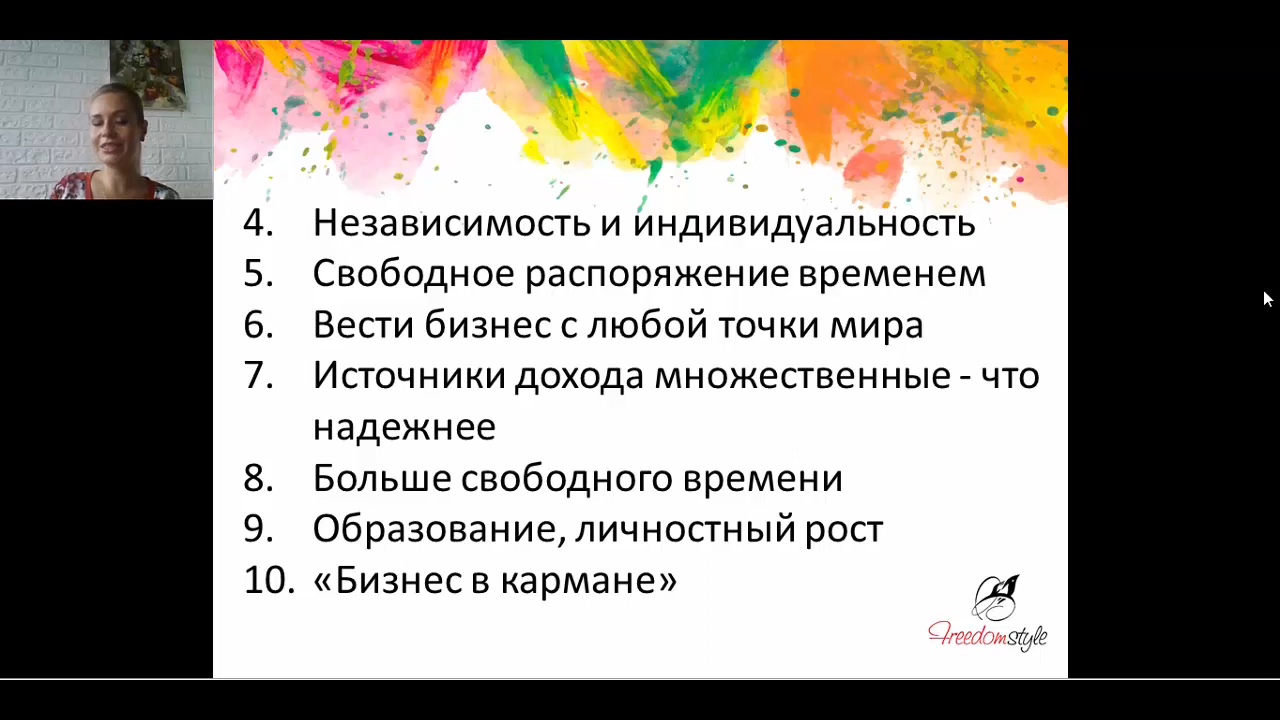 4. Независимость и индивидуальность
5. Свободное распоряжение временем
6. Вести бизнес с любой точки мира
7. Источники дохода множественные - что
надежнее
8. Больше свободного времени
9. Образование, личностный рост
10. «Бизнес в кармане»
Freedomstyle